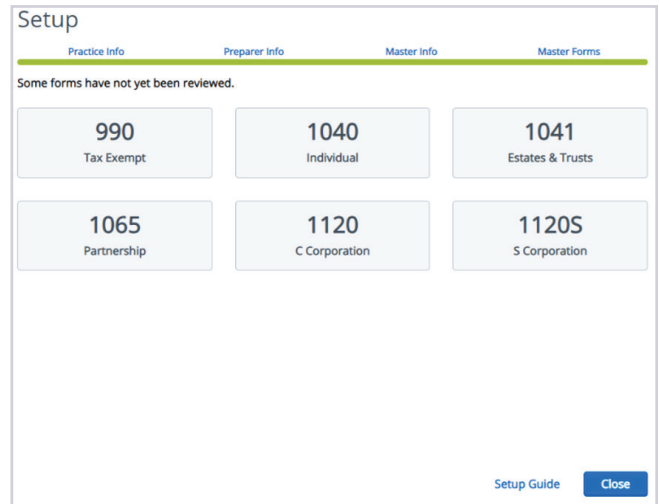 Setup
Practice Info Preparer Info Master Info Master Forms
Some forms have not yet been reviewed.
990 1040 1041
Tax Exempt Individual Estates & Trusts
1065 1120 1120S
Partnership C Corporation S Corporation
Setup Guide Close